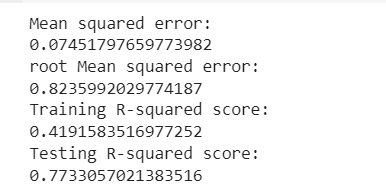 Mean squared error:
0.07451797659773982
root Mean squared error:
0.8235992029774187
Training R-squared score:
0.4191583516977252
Testing R-squared score:
0.7733057021383516